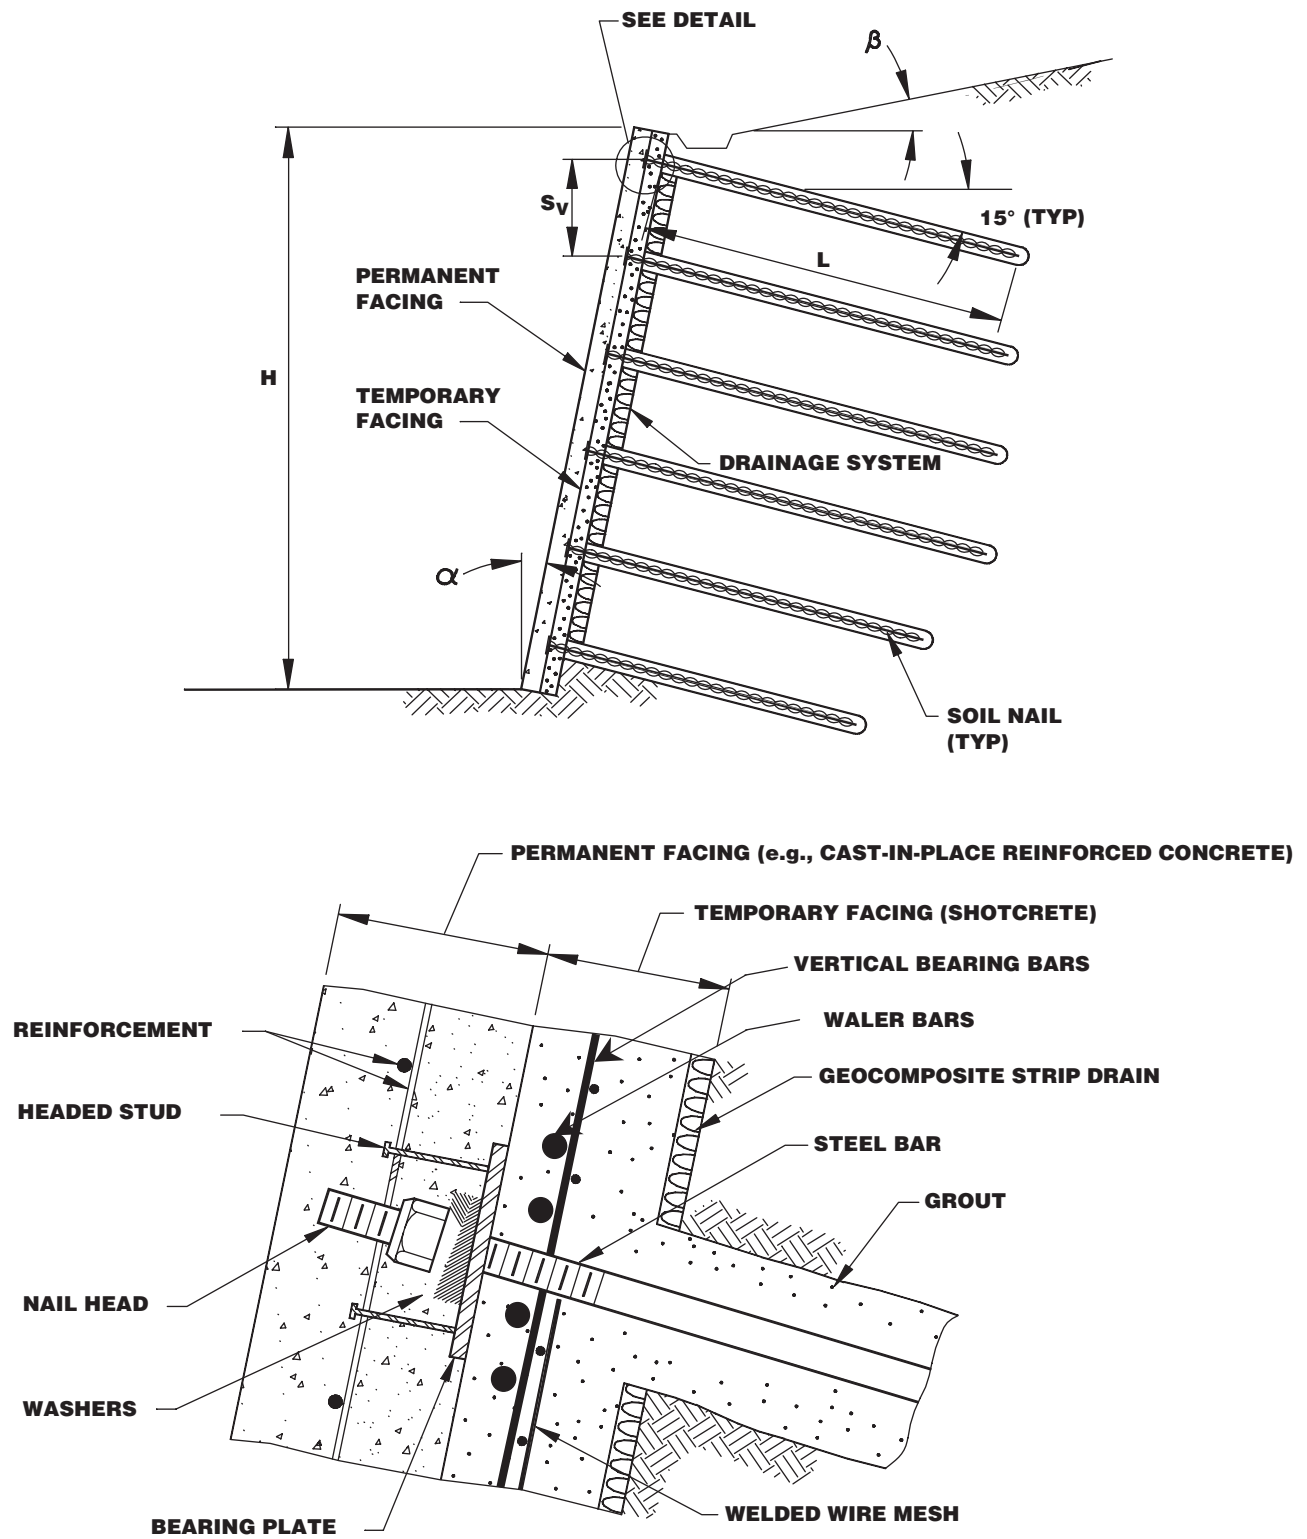 SEE DETAIL
β
S_V
15° (TYP)
L
PERMANENT
FACING
H
TEMPORARY
FACING
DRAINAGE SYSTEM
α
SOIL NAIL
(TYP)
PERMANENT FACING (e.g., CAST-IN-PLACE REINFORCED CONCRETE)
TEMPORARY FACING (SHOTCRETE)
VERTICAL BEARING BARS
REINFORCEMENT
WALER BARS
GEOCOMPOSITE STRIP DRAIN
HEADED STUD
STEEL BAR
GROUT
NAIL HEAD
WASHERS
WELDED WIRE MESH
BEARING PLATE